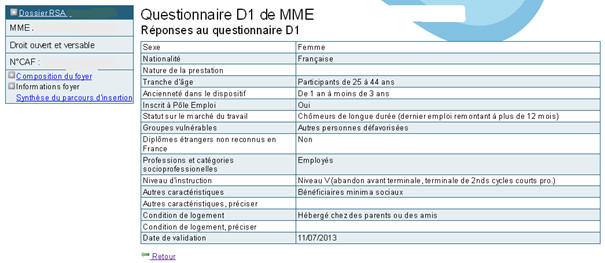 Dossier RSA
MME.
Droit ouvert et versable
N°CAF :
Composition du foyer
Informations foyer
Synthèse du parcours d'insertion
Questionnaire D1 de MME
Réponses au questionnaire D1
Sexe Femme
Nationalité Française
Nature de la prestation
Tranche d'âge Participants de 25 à 44 ans
Ancienneté dans le dispositif De 1 an à moins de 3 ans
Inscrit à Pôle Emploi Oui
Statut sur le marché du travail Chômeurs de longue durée (dernier emploi remontant à plus de 12 mois)
Groupes vulnérables Autres personnes défavorisées
Diplômes étrangers non reconnus en Non
France
Professions et catégories Employés
socioprofessionnelles
Niveau d'instruction Niveau V(abandon avant terminale, terminale de 2nds cycles courts pro.)
Autres caractéristiques Bénéficiaires minima sociaux
Autres caractéristiques, préciser
Condition de logement Hébergé chez des parents ou des amis
Condition de logement, préciser
Date de validation 11/07/2013
Retour